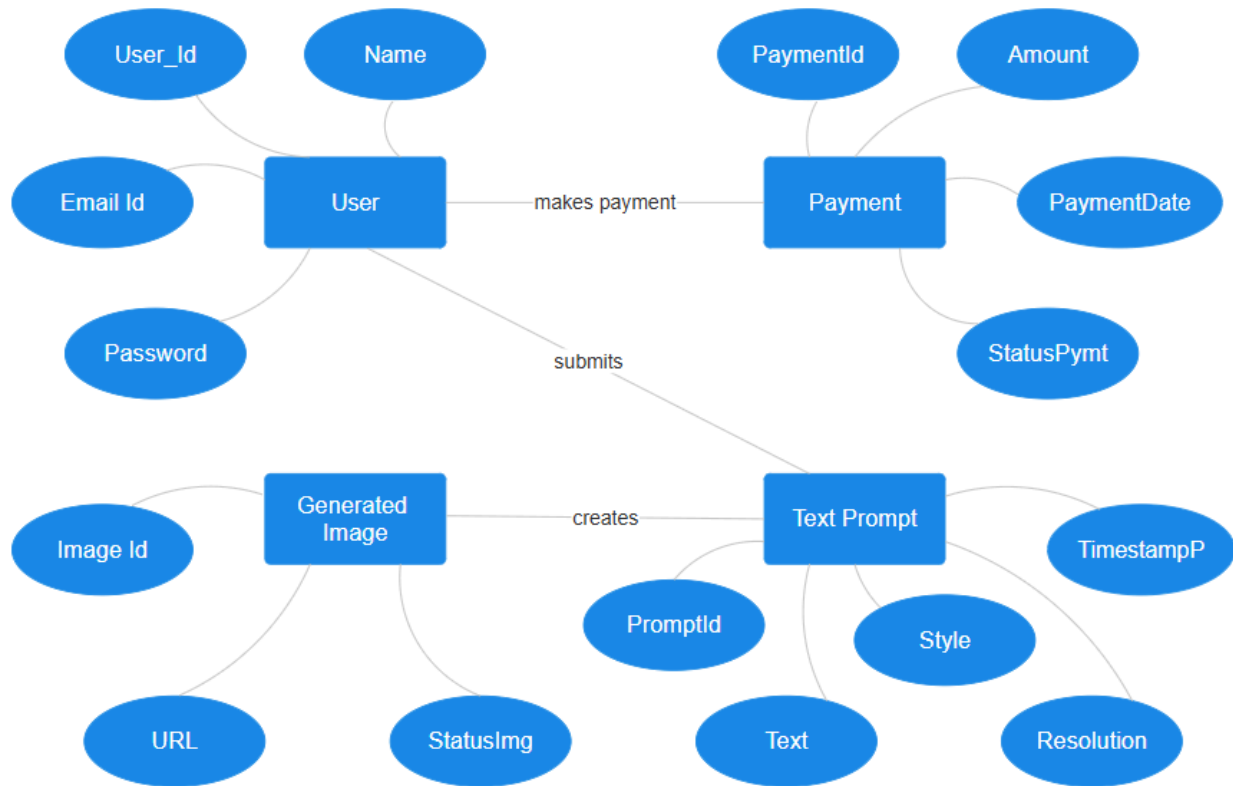 User_Id
Name
PaymentId
Amount
Email Id
User
makes payment
Payment
PaymentDate
Password
submits
StatusPymt
Generated
Image
creates
Text Prompt
Image Id
TimestampP
PromptId
Style
URL
StatusImg
Text
Resolution